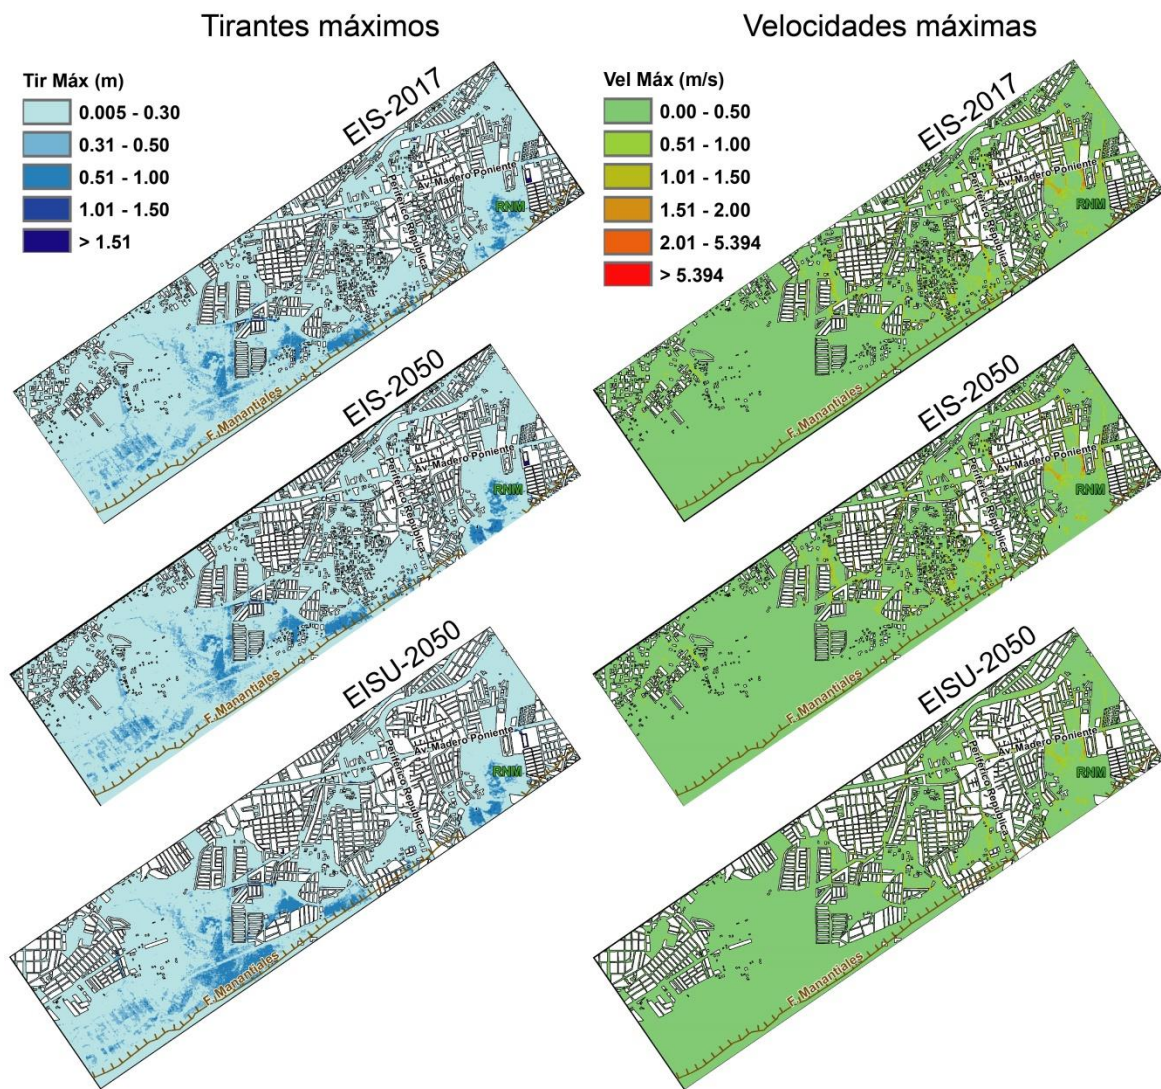 Tirantes máximos
Velocidades máximas
Tir Máx (m)
0.005 - 0.30
0.31 - 0.50
0.51 - 1.00
1.01 - 1.50
> 1.51
Vel Máx (m/s)
0.00 - 0.50
0.51 - 1.00
1.01 - 1.50
1.51 - 2.00
2.01 - 5.394
> 5.394
EIS-2017
Av. Madero Poniente
Periférico República
RNM
F. Manantiales
EIS-2017
Av. Madero Poniente
Periférico República
RNM
F. Manantiales
EIS-2050
Av. Madero Poniente
Periférico República
RNM
F. Manantiales
EIS-2050
Av. Madero Poniente
Periférico República
RNM
F. Manantiales
EISU-2050
Av. Madero Poniente
Periférico República
RNM
F. Manantiales
EISU-2050
Av. Madero Poniente
Periférico República
RNM
F. Manantiales